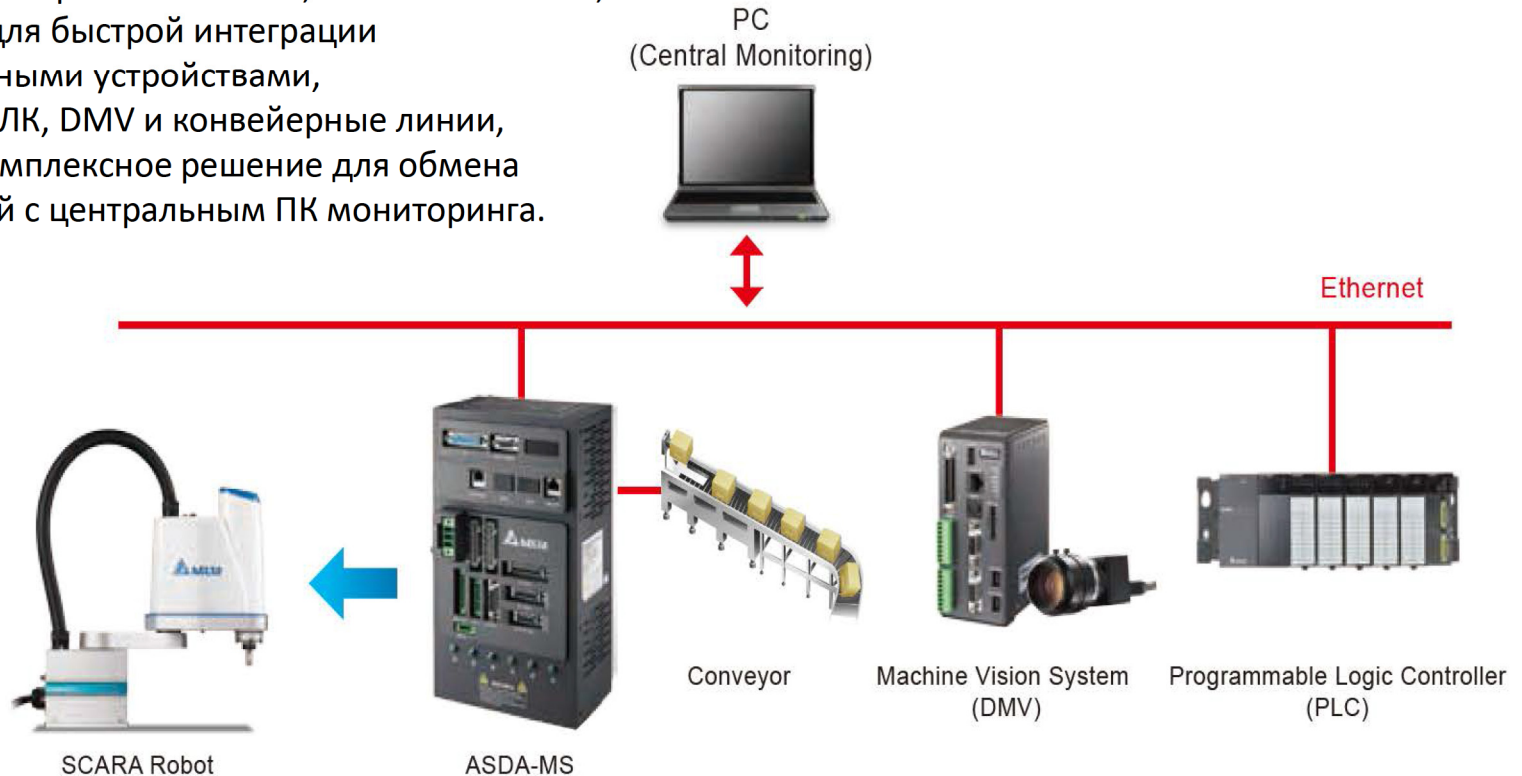 для быстрой интеграции
ными устройствами,
ЛК, DMV и конвейерные линии,
мплексное решение для обмена
й с центральным ПК мониторинга.
PC
(Central Monitoring)
Ethernet
Conveyor
Machine Vision System
(DMV)
Programmable Logic Controller
(PLC)
SCARA Robot
ASDA-MS